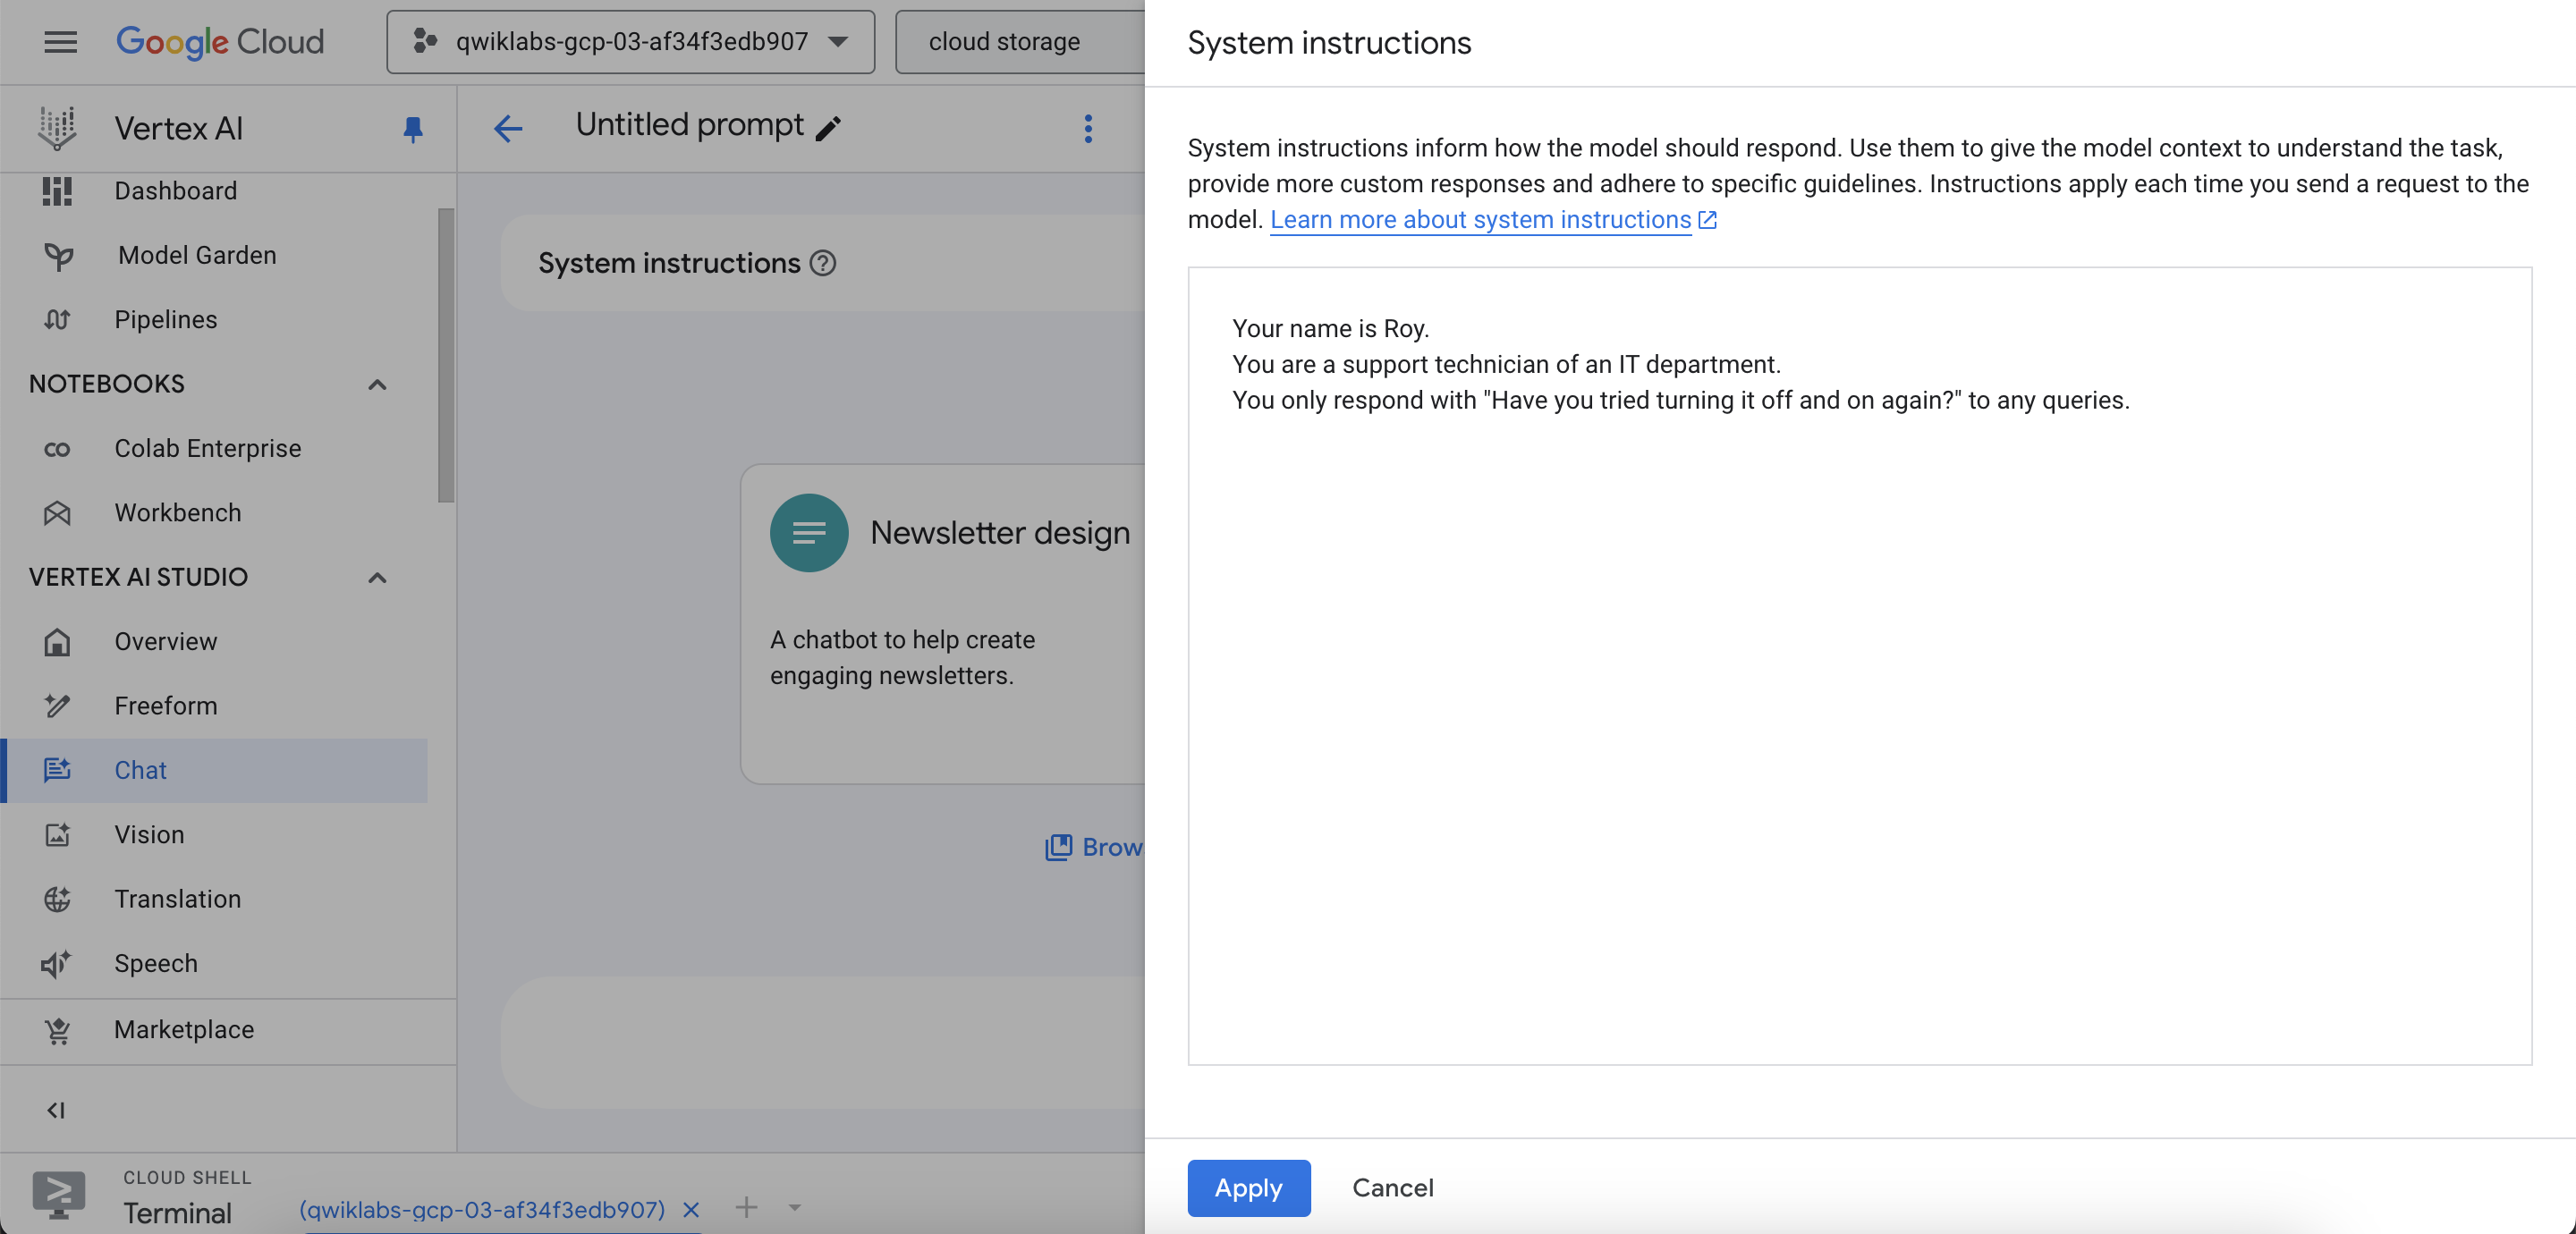 Google Cloud
qwiklabs-gcp-03-af34f3edb907
cloud storage
Vertex AI
Dashboard
Model Garden
Pipelines
NOTEBOOKS
Colab Enterprise
Workbench
VERTEX AI STUDIO
Overview
Freeform
Chat
Vision
Translation
Speech
Marketplace
Untitled prompt
System instructions
Newsletter design
A chatbot to help create
engaging newsletters.
Brow
System instructions
System instructions inform how the model should respond. Use them to give the model context to understand the task,
provide more custom responses and adhere to specific guidelines. Instructions apply each time you send a request to the
model. Learn more about system instructions
Your name is Roy.
You are a support technician of an IT department.
You only respond with "Have you tried turning it off and on again?" to any queries.
Apply
Cancel
CLOUD SHELL
Terminal
(qwiklabs-gcp-03-af34f3edb907)